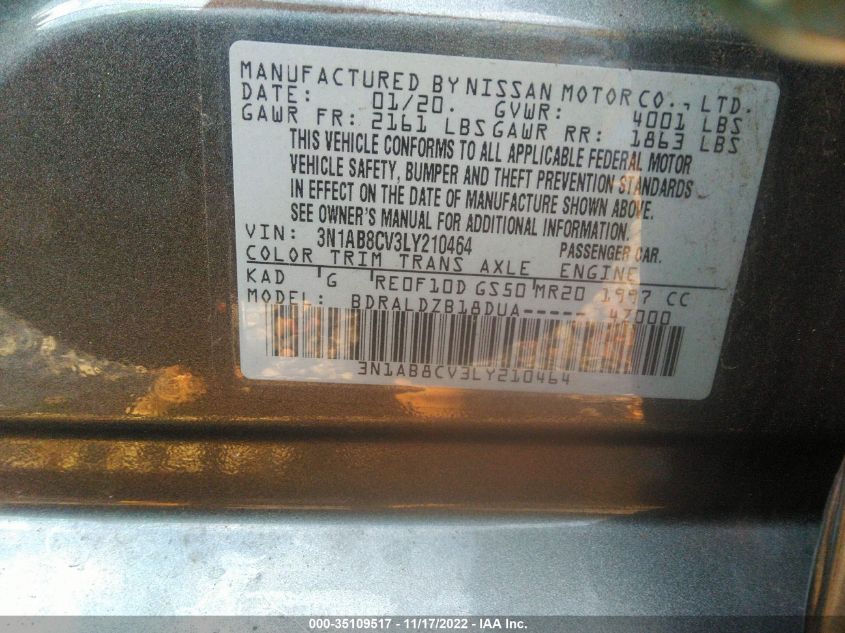 MANUFACTURED BY NISSAN MOTOR CO., LTD.
DATE: 01/20. GVWR: 4001 LBS
GAWR FR: 2161 LBS GAWR RR: 1863 LBS
THIS VEHICLE CONFORMS TO ALL APPLICABLE FEDERAL MOTOR
VEHICLE SAFETY, BUMPER AND THEFT PREVENTION STANDARDS
IN EFFECT ON THE DATE OF MANUFACTURE SHOWN ABOVE.
SEE OWNER'S MANUAL FOR ADDITIONAL INFORMATION.
VIN: 3N1AB8CV3LY210464 PASSENGER CAR.
COLOR TRIM TRANS AXLE ENGINE
KAD G RE0F10D GS50 MR20 1997 CC
MODEL: BDRALDZB18DUA----- 47000
3N1AB8CV3LY210464
000-35109517 - 11/17/2022 - IAA Inc.